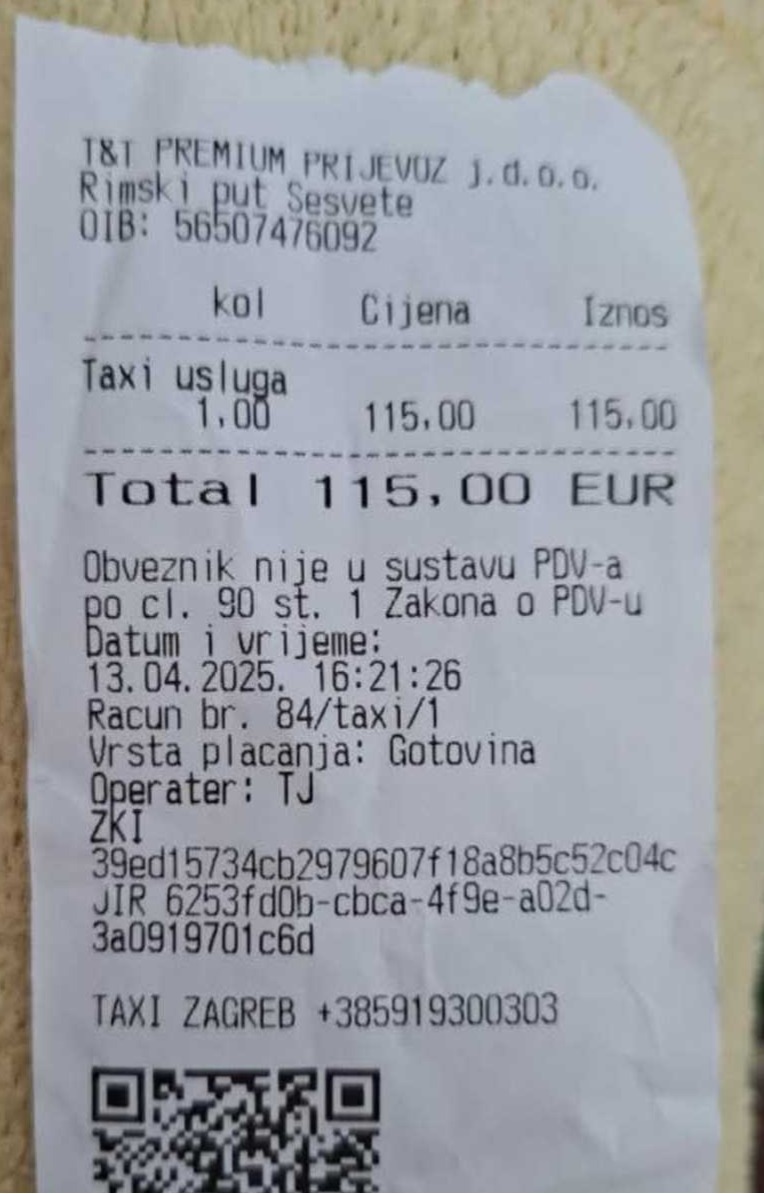 T&T PREMIUM PRIJEVOZ j.d.o.o.
Rimski put Sesvete
OIB: 56507476092
kol Cijena Iznos
Taxi usluga
1,00 115,00 115,00
Total 115,00 EUR
Obveznik nije u sustavu PDV-a
po cl. 90 st. 1 Zakona o PDV-u
Datum i vrijeme:
13.04.2025. 16:21:26
Racun br. 84/taxi/1
Vrsta placanja: Gotovina
Operater: TJ
ZKI
39ed15734cb2979607f18a8b5c52c04c
JIR 6253fd0b-cbca-4f9e-a02d-
3a0919701c6d
TAXI ZAGREB +385919300303